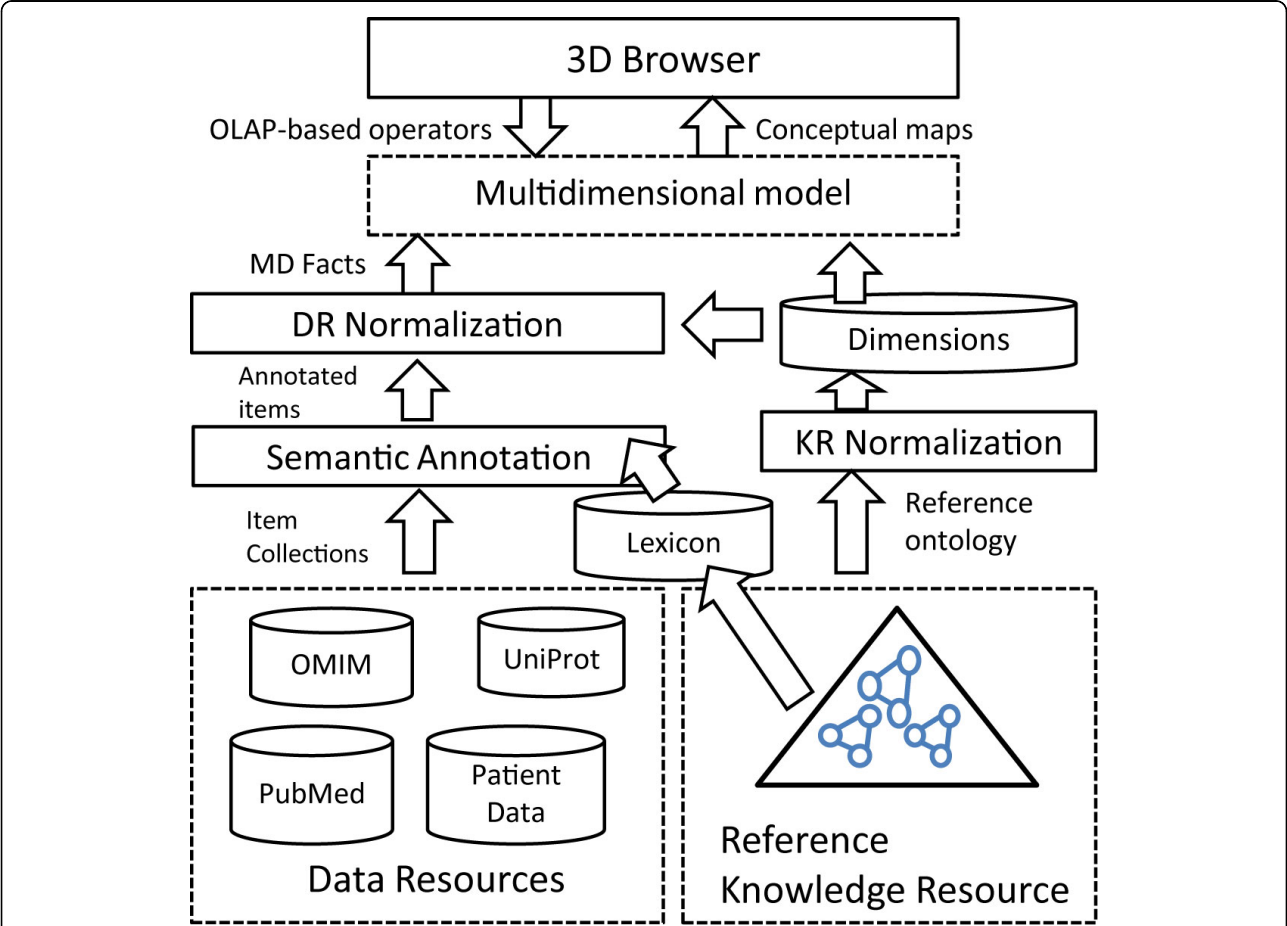 3D Browser
OLAP-based operators
Conceptual maps
Multidimensional model
MD Facts
DR Normalization
Dimensions
Annotated
items
Semantic Annotation
KR Normalization
Item
Collections
Lexicon
Reference
ontology
OMIM
UniProt
PubMed
Patient
Data
Data Resources
Reference
Knowledge Resource